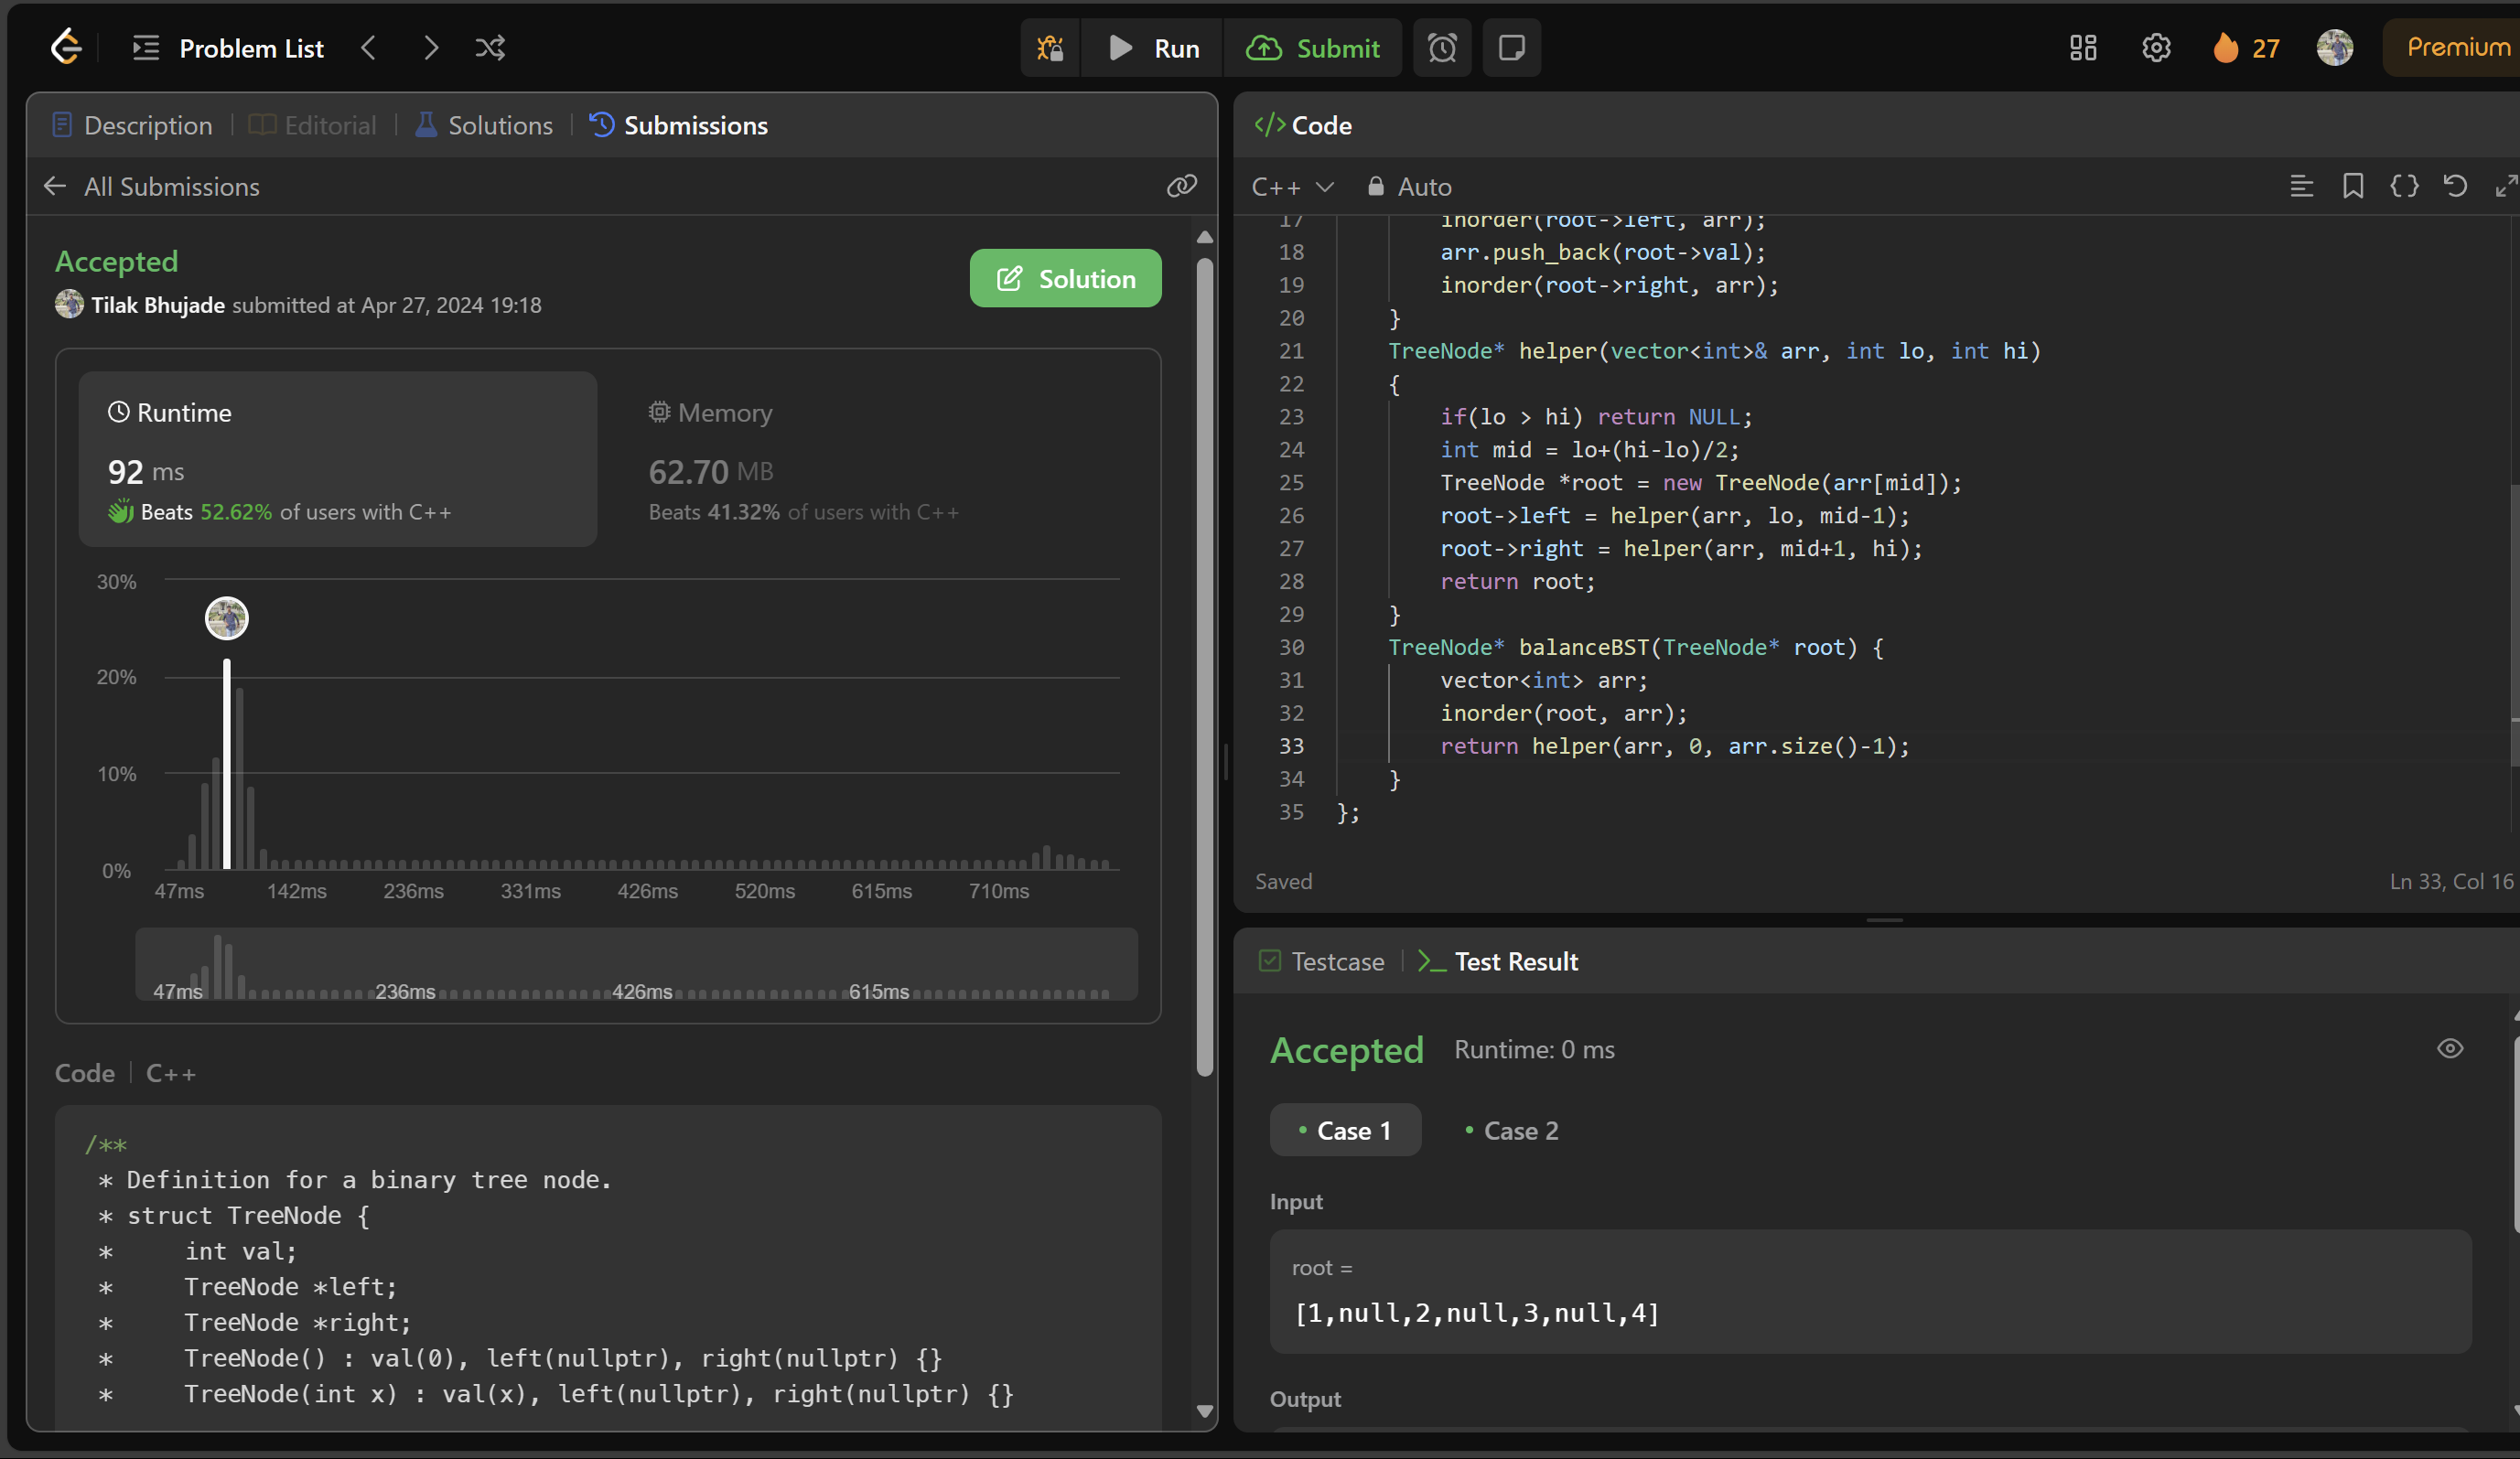 Problem List
Run
Submit
27
Premium
Description
Editorial
Solutions
Submissions
All Submissions
Accepted
Tilak Bhujade submitted at Apr 27, 2024 19:18
Solution
Runtime
92 ms
Beats 52.62% of users with C++
Memory
62.70 MB
Beats 41.32% of users with C++
30%
20%
10%
0%
47ms 142ms 236ms 331ms 426ms 520ms 615ms 710ms
47ms 236ms 426ms 615ms
Code | C++
/**
* Definition for a binary tree node.
* struct TreeNode {
*     int val;
*     TreeNode *left;
*     TreeNode *right;
*     TreeNode() : val(0), left(nullptr), right(nullptr) {}
*     TreeNode(int x) : val(x), left(nullptr), right(nullptr) {}
</> Code
C++
Auto
17 inorder(root->left, arr);
18 arr.push_back(root->val);
19 inorder(root->right, arr);
20 }
21 TreeNode* helper(vector<int>& arr, int lo, int hi)
22 {
23 if(lo > hi) return NULL;
24 int mid = lo+(hi-lo)/2;
25 TreeNode *root = new TreeNode(arr[mid]);
26 root->left = helper(arr, lo, mid-1);
27 root->right = helper(arr, mid+1, hi);
28 return root;
29 }
30 TreeNode* balanceBST(TreeNode* root) {
31 vector<int> arr;
32 inorder(root, arr);
33 return helper(arr, 0, arr.size()-1);
34 }
35 };
Saved
Ln 33, Col 16
Testcase
Test Result
Accepted
Runtime: 0 ms
Case 1
Case 2
Input
root =
[1,null,2,null,3,null,4]
Output